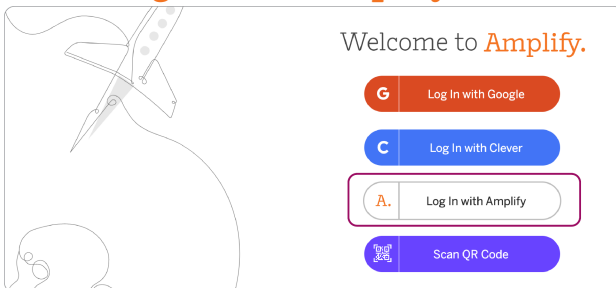 Welcome to Amplify.
G Log In with Google
C Log In with Clever
A. Log In with Amplify
Scan QR Code